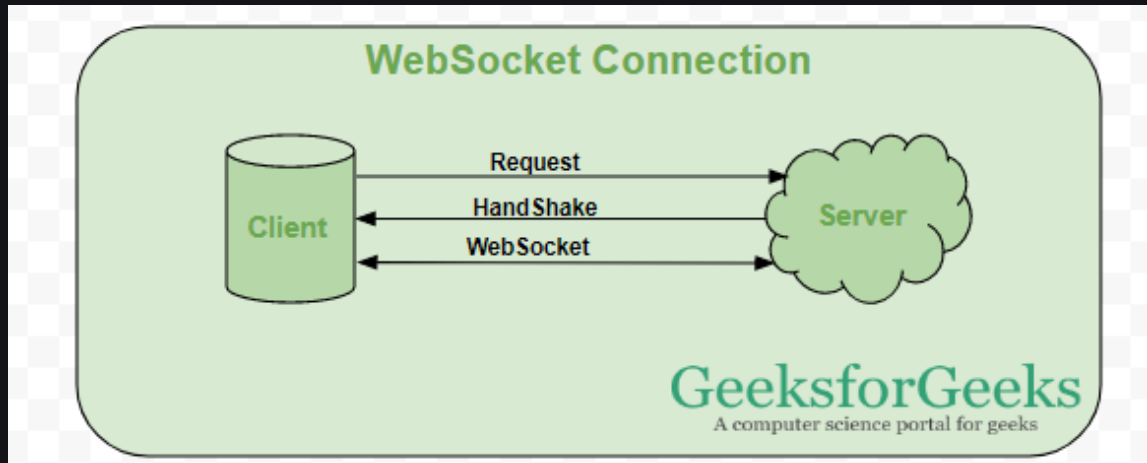 WebSocket Connection
Request
HandShake
Client
Server
WebSocket
GeeksforGeeks
A computer science portal for geeks